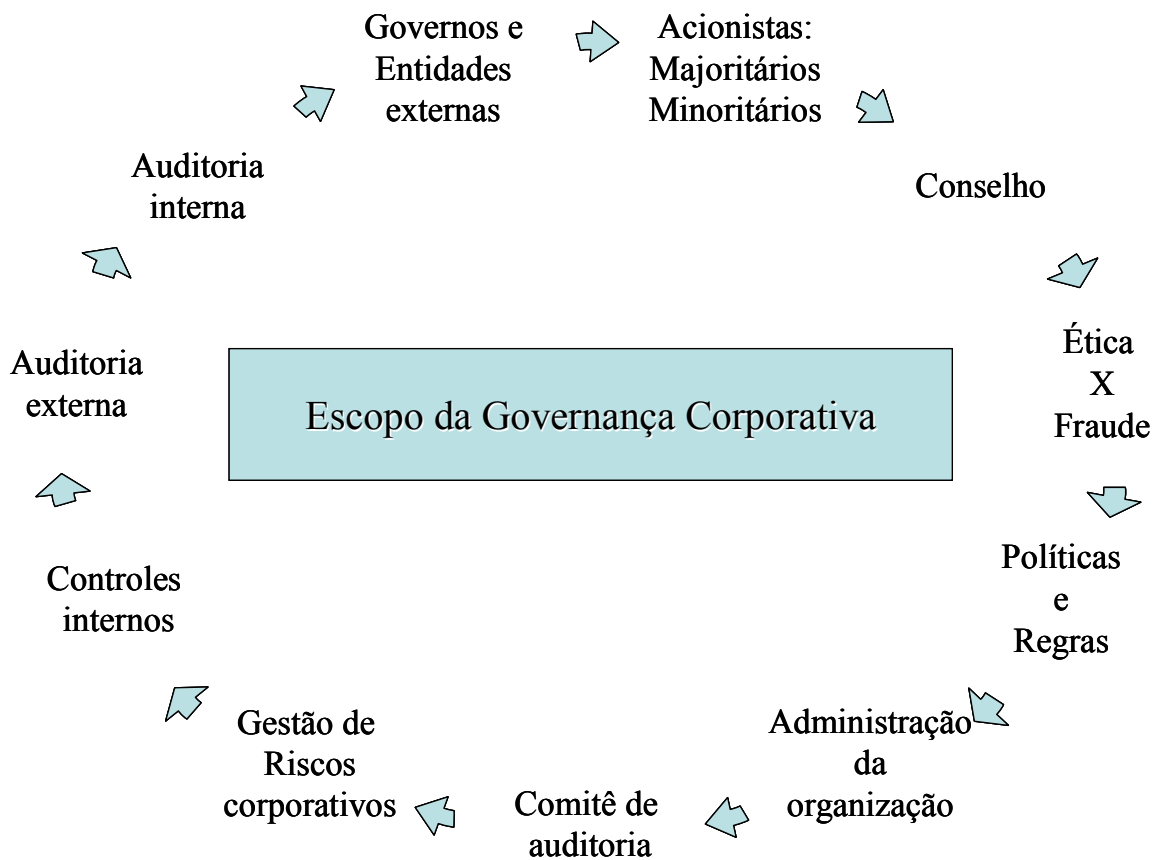 Governos e
Entidades
externas
Acionistas:
Majoritários
Minoritários
Conselho
Ética
X
Fraude
Políticas
e
Regras
Administração
da
organização
Comitê de
auditoria
Gestão de
Riscos
corporativos
Controles
internos
Auditoria
externa
Auditoria
interna
Escopo da Governança Corporativa